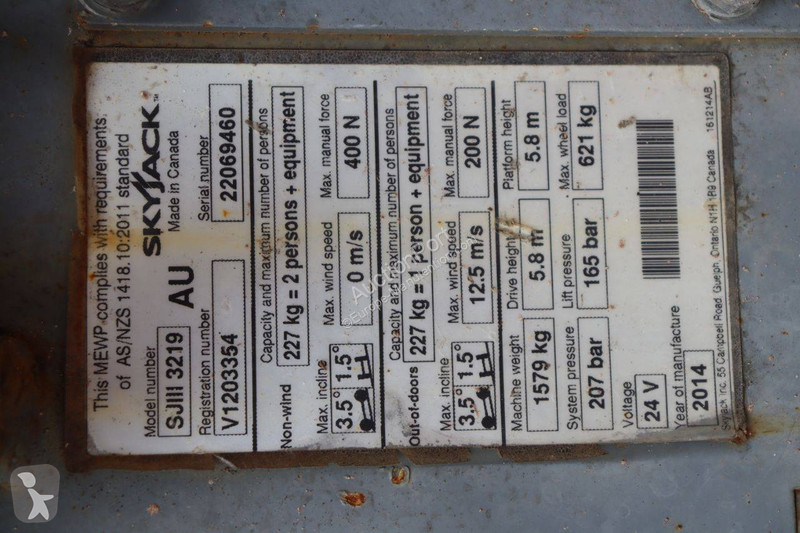 This MEWP complies with requirements,
of AS/NZS 1418.10:2011 standard
Model number
SJIII 3219
AU
SKYJACK™
Made in Canada
Registration number
V1203354
Serial number
22069460
Non-wind
Capacity and maximum number of persons
227 kg = 2 persons + equipment
Max. incline
3.5° 1.5°
Max. wind speed
0 m/s
Max. manual force
400 N
Out-of-doors
Capacity and maximum number of persons
227 kg = 1 person + equipment
Max. incline
3.5° 1.5°
Max. wind speed
12.5 m/s
Max. manual force
200 N
Machine weight
1579 kg
Drive height
5.8 m
Platform height
5.8 m
System pressure
207 bar
Lift pressure
165 bar
Max. wheel load
621 kg
Voltage
24 V
Year of manufacture
2014
Skyjack Inc. 55 Campbell Road Guelph, Ontario N1H 1B9 Canada
161214AB